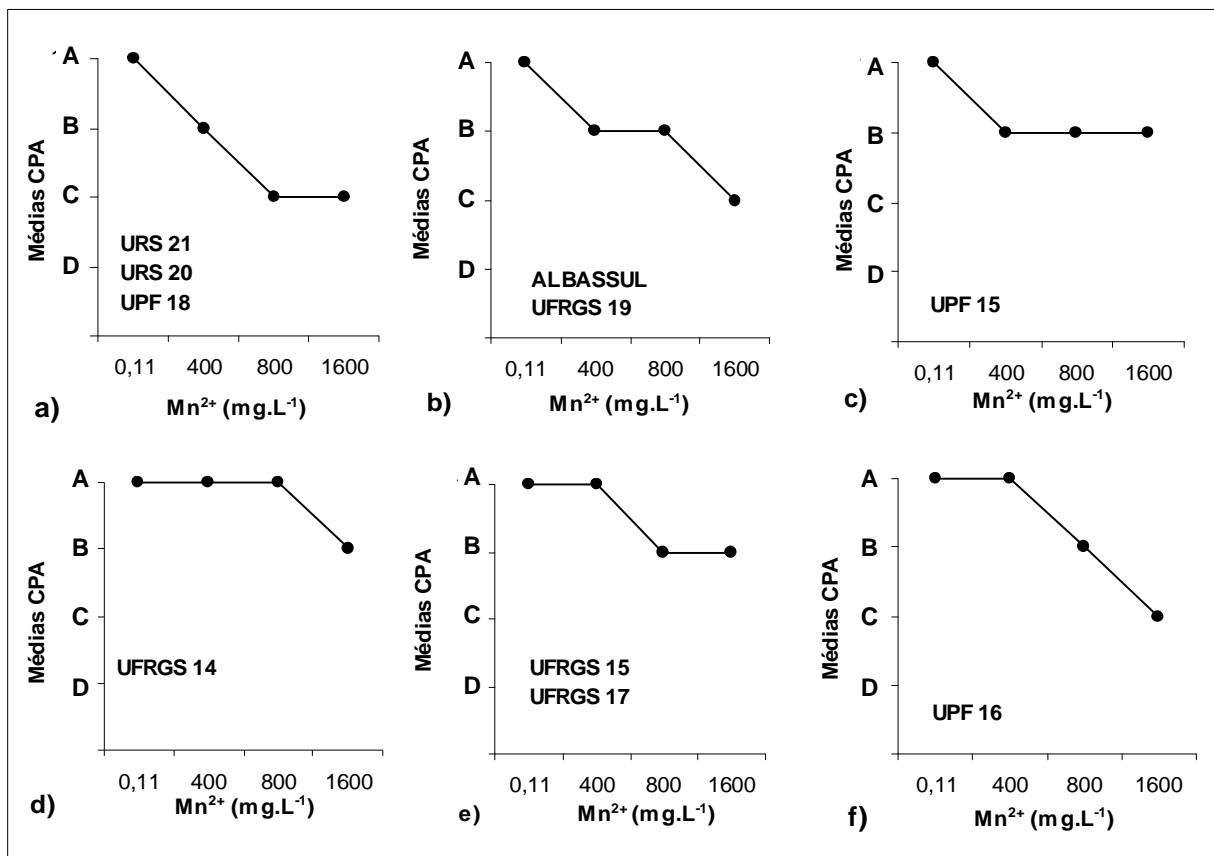 A
B
C
D
Médias CPA
URS 21
URS 20
UPF 18
0,11 400 800 1600
Mn²⁺ (mg.L⁻¹)
a)
A
B
C
D
Médias CPA
ALBASSUL
UFRGS 19
0,11 400 800 1600
Mn²⁺ (mg.L⁻¹)
b)
A
B
C
D
Médias CPA
UPF 15
0,11 400 800 1600
Mn²⁺ (mg.L⁻¹)
c)
A
B
C
D
Médias CPA
UFRGS 14
0,11 400 800 1600
Mn²⁺ (mg.L⁻¹)
d)
A
B
C
D
Médias CPA
UFRGS 15
UFRGS 17
0,11 400 800 1600
Mn²⁺ (mg.L⁻¹)
e)
A
B
C
D
Médias CPA
UPF 16
0,11 400 800 1600
Mn²⁺ (mg.L⁻¹)
f)